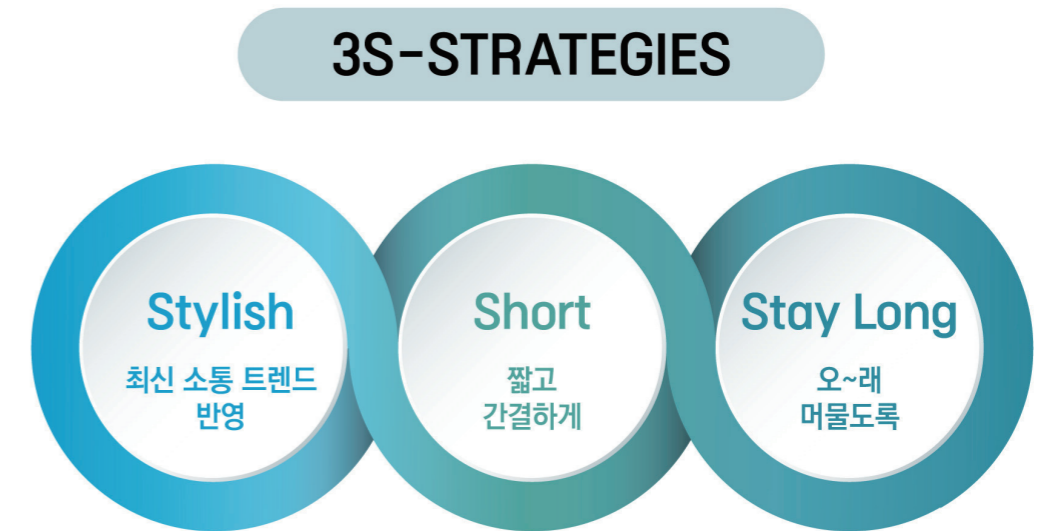 3S-STRATEGIES
Stylish
최신 소통 트렌드
반영
Short
짧고
간결하게
Stay Long
오~래
머물도록